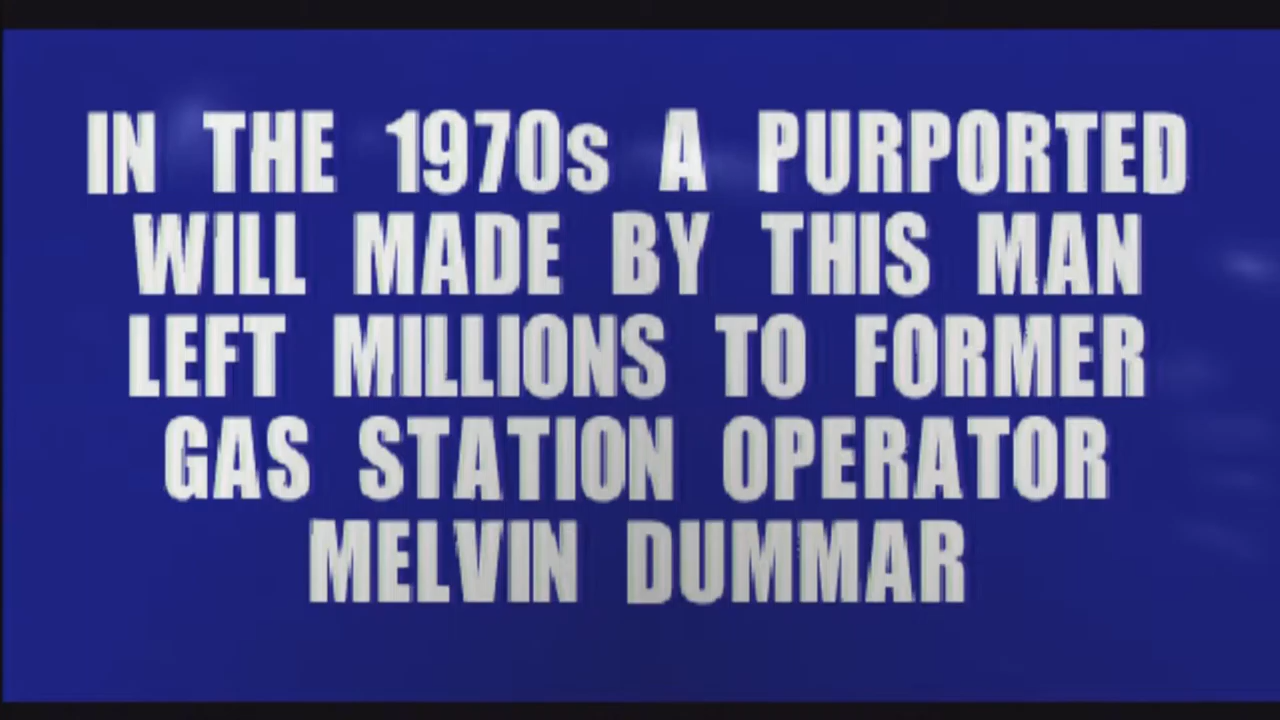 IN THE 1970s A PURPORTED
WILL MADE BY THIS MAN
LEFT MILLIONS TO FORMER
GAS STATION OPERATOR
MELVIN DUMMAR